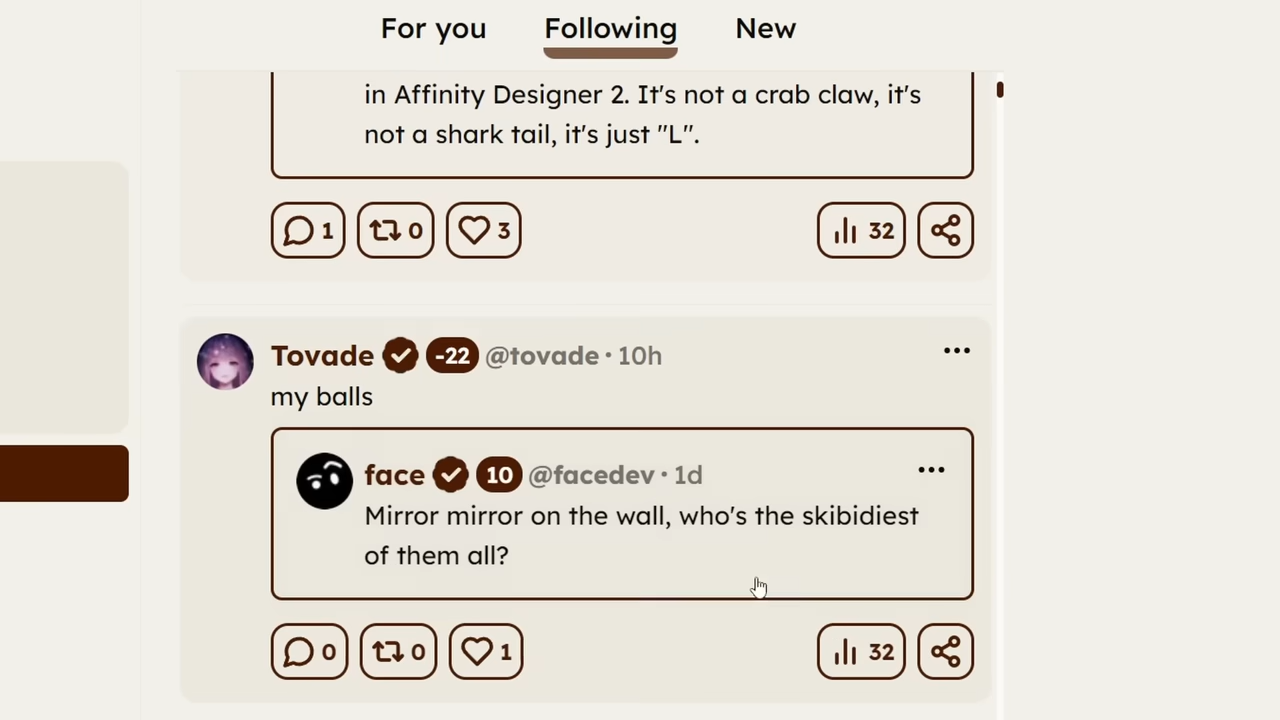 For you Following New
in Affinity Designer 2. It's not a crab claw, it's
not a shark tail, it's just "L".
1 0 3 32
Tovade -22 @tovade · 10h
my balls
face 10 @facedev · 1d
Mirror mirror on the wall, who's the skibidiest
of them all?
0 0 1 32